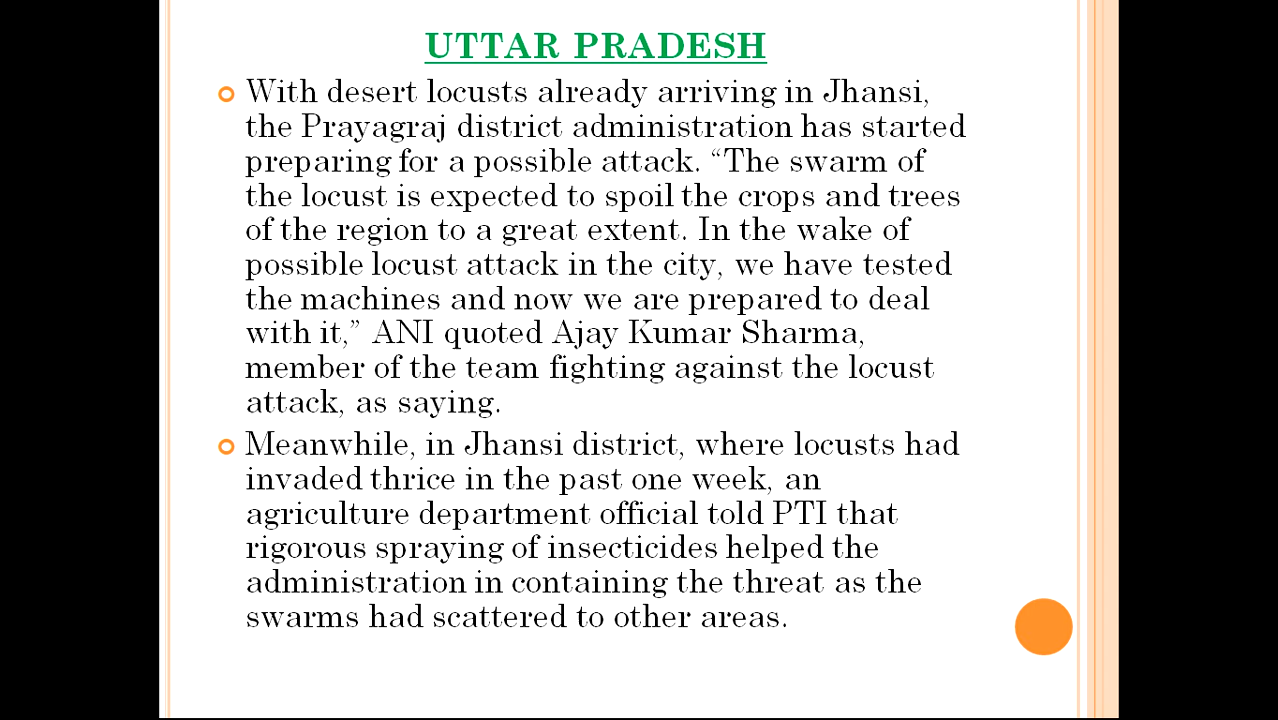 UTTAR PRADESH
With desert locusts already arriving in Jhansi,
the Prayagraj district administration has started
preparing for a possible attack. “The swarm of
the locust is expected to spoil the crops and trees
of the region to a great extent. In the wake of
possible locust attack in the city, we have tested
the machines and now we are prepared to deal
with it,” ANI quoted Ajay Kumar Sharma,
member of the team fighting against the locust
attack, as saying.
Meanwhile, in Jhansi district, where locusts had
invaded thrice in the past one week, an
agriculture department official told PTI that
rigorous spraying of insecticides helped the
administration in containing the threat as the
swarms had scattered to other areas.